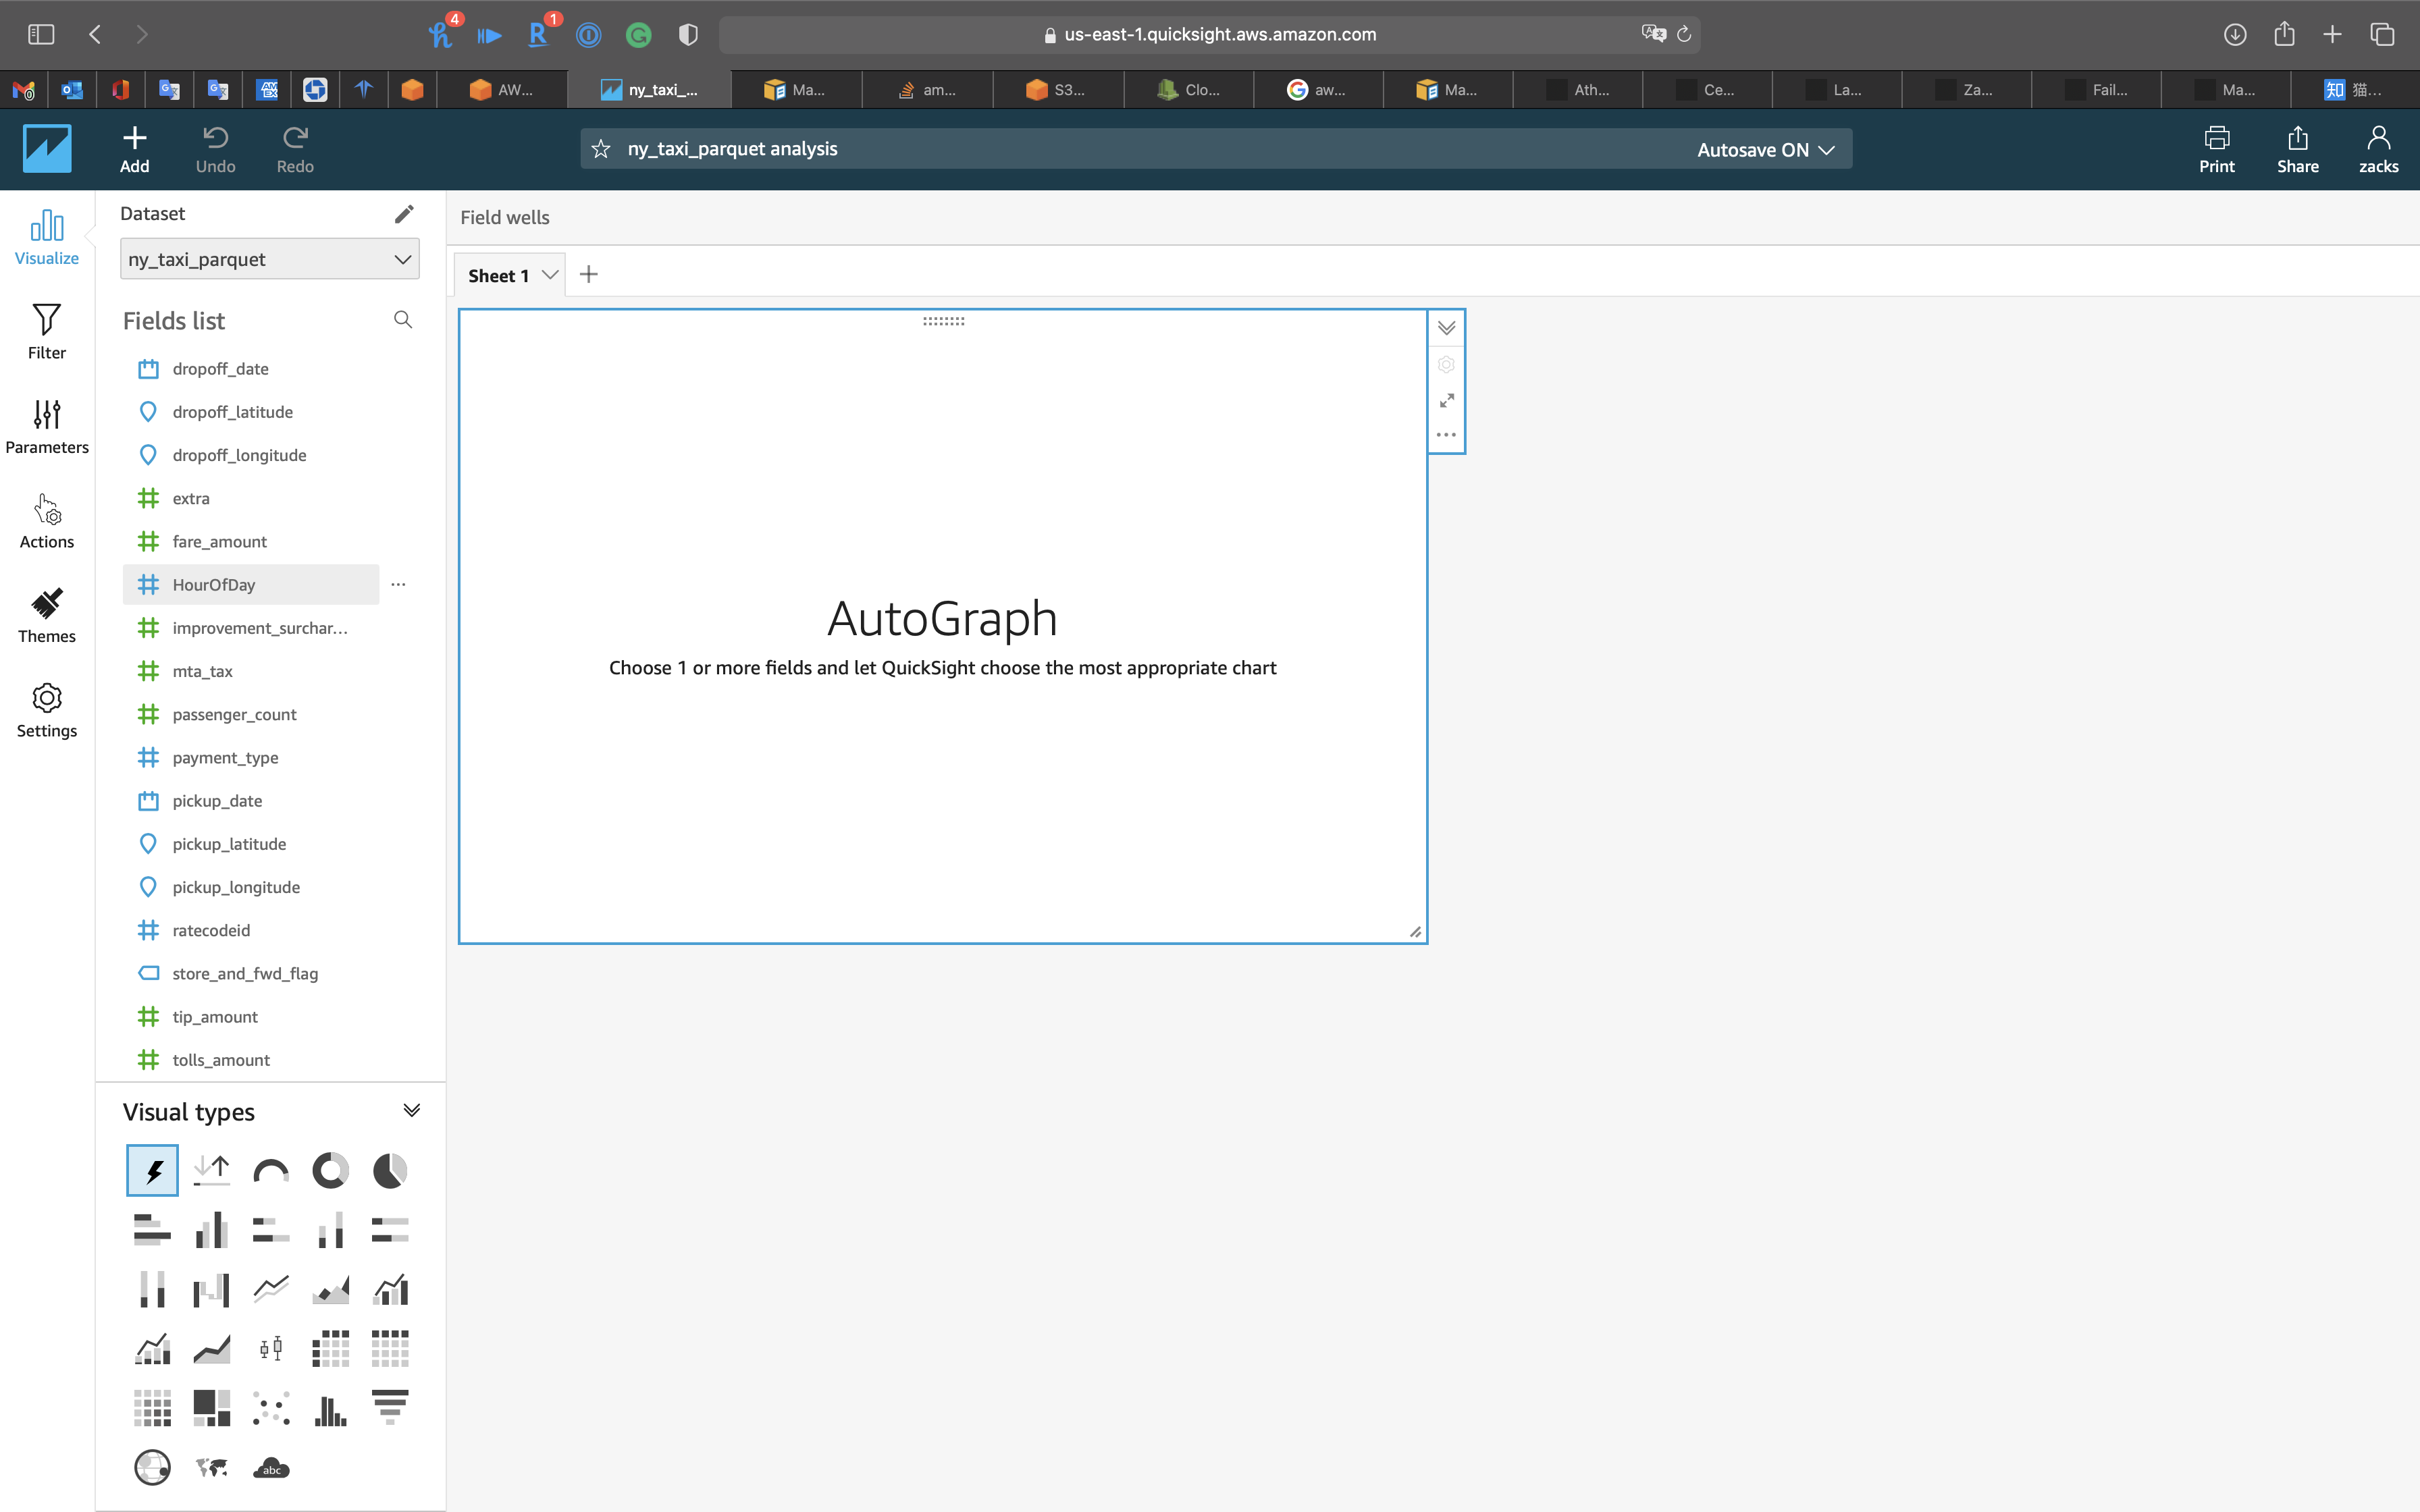 4
1
us-east-1.quicksight.aws.amazon.com
AW...
ny_taxi_...
Ma...
am...
S3...
Clo...
aw...
Ma...
Ath...
Ce...
La...
Za...
Fail...
Ma...
知 猫...
Add
Undo
Redo
ny_taxi_parquet analysis
Autosave ON
Print
Share
zacks
Visualize
Filter
Parameters
Actions
Themes
Settings
Dataset
ny_taxi_parquet
Fields list
dropoff_date
dropoff_latitude
dropoff_longitude
extra
fare_amount
HourOfDay
improvement_surchar...
mta_tax
passenger_count
payment_type
pickup_date
pickup_latitude
pickup_longitude
ratecodeid
store_and_fwd_flag
tip_amount
tolls_amount
Visual types
abc
Field wells
Sheet 1
AutoGraph
Choose 1 or more fields and let QuickSight choose the most appropriate chart